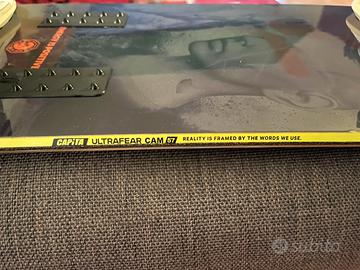 CAPiTA ULTRAFEAR CAM 57 REALITY IS FRAMED BY THE WORDS WE USE.
subito